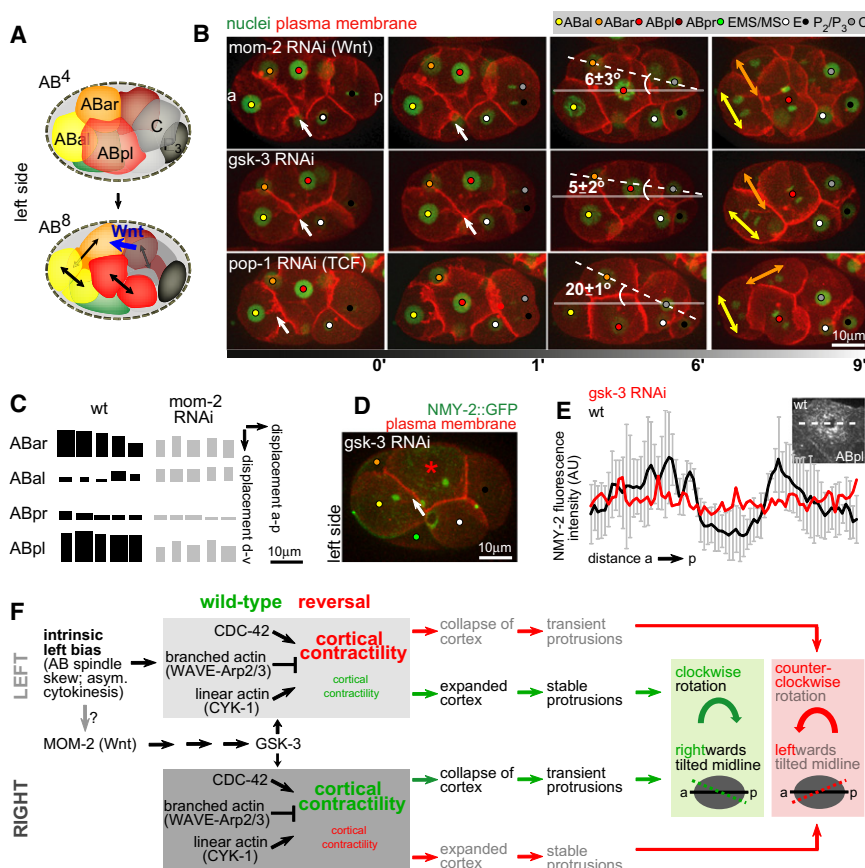 nuclei plasma membrane
ABal ABar ABpl ABpr EMS/MS E P2/P3 C
A
B
AB4
ABar
ABal
ABpl
C
left side
AB8
Wnt
mom-2 RNAi (Wnt)
a
p
6±3º
gsk-3 RNAi
5±2º
pop-1 RNAi (TCF)
20±1º
10µm
0'
1'
6'
9'
C
wt
mom-2
RNAi
ABar
ABal
ABpr
ABpl
displacement a-p
displacement d-v
10µm
D
NMY-2::GFP
plasma membrane
gsk-3 RNAi
*
left side
10µm
E
gsk-3 RNAi
wt
NMY-2 fluorescence
intensity (AU)
wt
ABpl
distance a → p
F
wild-type reversal
LEFT
intrinsic
left bias
(AB spindle
skew; asym.
cytokinesis)
?
MOM-2 (Wnt)
GSK-3
CDC-42
branched actin
(WAVE-Arp2/3)
linear actin
(CYK-1)
cortical
contractility
cortical
contractility
collapse of
cortex
transient
protrusions
expanded
cortex
stable
protrusions
RIGHT
CDC-42
branched actin
(WAVE-Arp2/3)
linear actin
(CYK-1)
cortical
contractility
cortical
contractility
collapse of
cortex
transient
protrusions
expanded
cortex
stable
protrusions
clockwise
rotation
rightwards
tilted midline
a p
counter-
clockwise
rotation
leftwards
tilted midline
a p